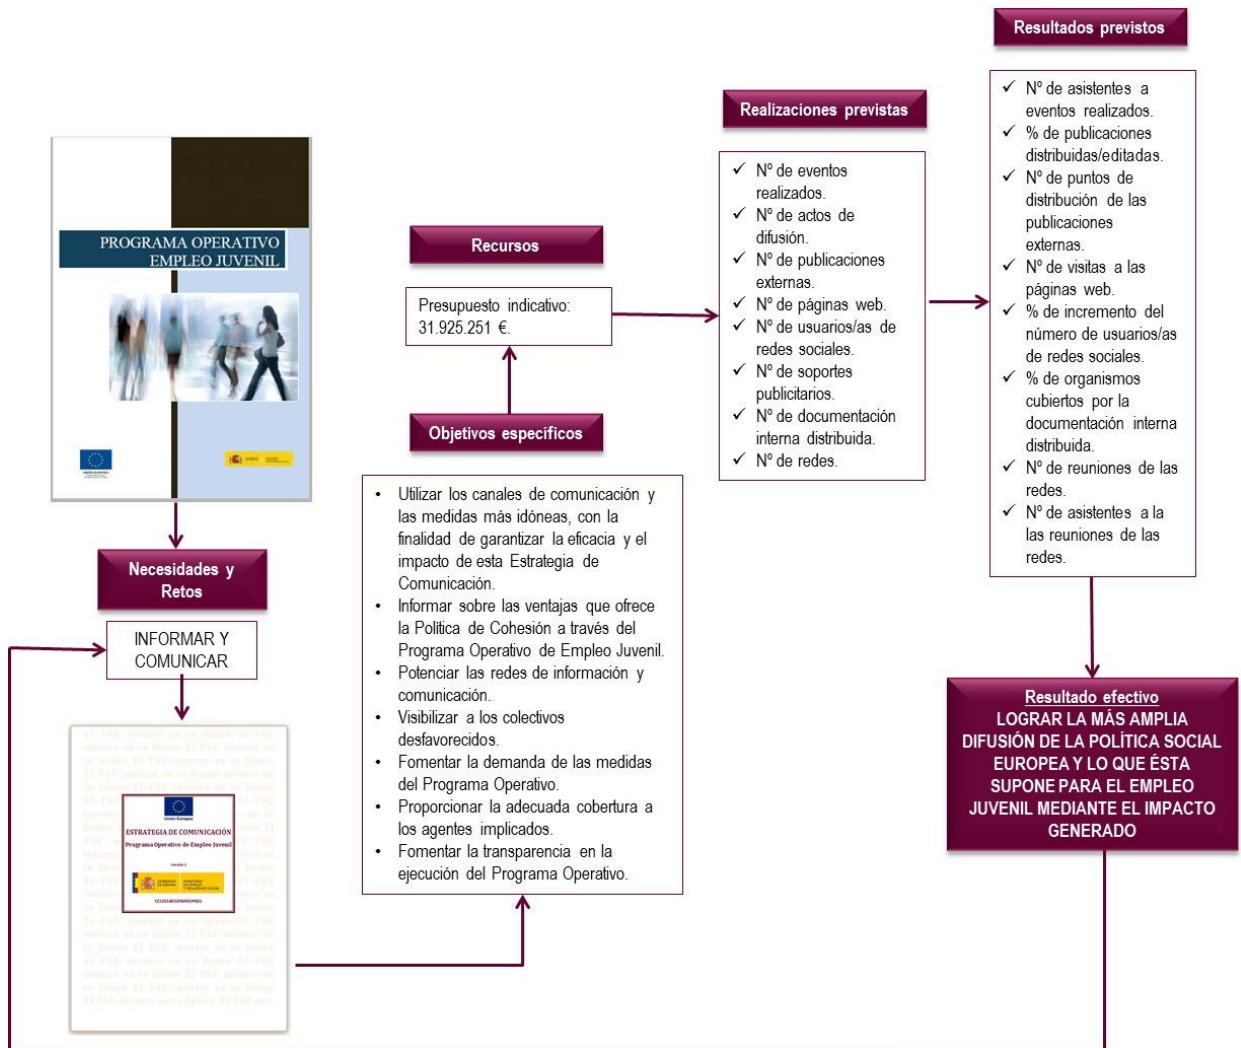 PROGRAMA OPERATIVO
EMPLEO JUVENIL
Necesidades y
Retos
INFORMAR Y
COMUNICAR
Unión Europea
ESTRATEGIA DE COMUNICACIÓN
Programa Operativo de Empleo Juvenil
Objetivos especificos
• Utilizar los canales de comunicación y
las medidas más idóneas, con la
finalidad de garantizar la eficacia y el
impacto de esta Estrategia de
Comunicación.
• Informar sobre las ventajas que ofrece
la Política de Cohesión a través del
Programa Operativo de Empleo Juvenil.
• Potenciar las redes de información y
comunicación.
• Visibilizar a los colectivos
desfavorecidos.
• Fomentar la demanda de las medidas
del Programa Operativo.
• Proporcionar la adecuada cobertura a
los agentes implicados.
• Fomentar la transparencia en la
ejecución del Programa Operativo.
Recursos
Presupuesto indicativo:
31.925.251 €.
Realizaciones previstas
✓ Nº de eventos
realizados.
✓ Nº de actos de
difusión.
✓ Nº de publicaciones
externas.
✓ Nº de páginas web.
✓ Nº de usuarios/as de
redes sociales.
✓ Nº de soportes
publicitarios.
✓ Nº de documentación
interna distribuida.
✓ Nº de redes.
Resultados previstos
✓ Nº de asistentes a
eventos realizados.
✓ % de publicaciones
distribuidas/editadas.
✓ Nº de puntos de
distribución de las
publicaciones
externas.
✓ Nº de visitas a las
páginas web.
✓ % de incremento del
número de usuarios/as
de redes sociales.
✓ % de organismos
cubiertos por la
documentación interna
distribuida.
✓ Nº de reuniones de las
redes.
✓ Nº de asistentes a la
las reuniones de las
redes.
Resultado efectivo
LOGRAR LA MÁS AMPLIA
DIFUSIÓN DE LA POLÍTICA SOCIAL
EUROPEA Y LO QUE ÉSTA
SUPONE PARA EL EMPLEO
JUVENIL MEDIANTE EL IMPACTO
GENERADO